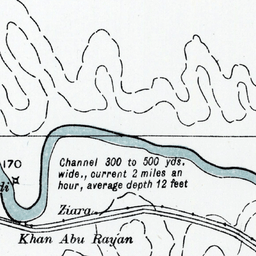 170
Channel 300 to 500 yds.
wide., current 2 miles an
hour, average depth 12 feet
Ziara
Khan Abu Rayan